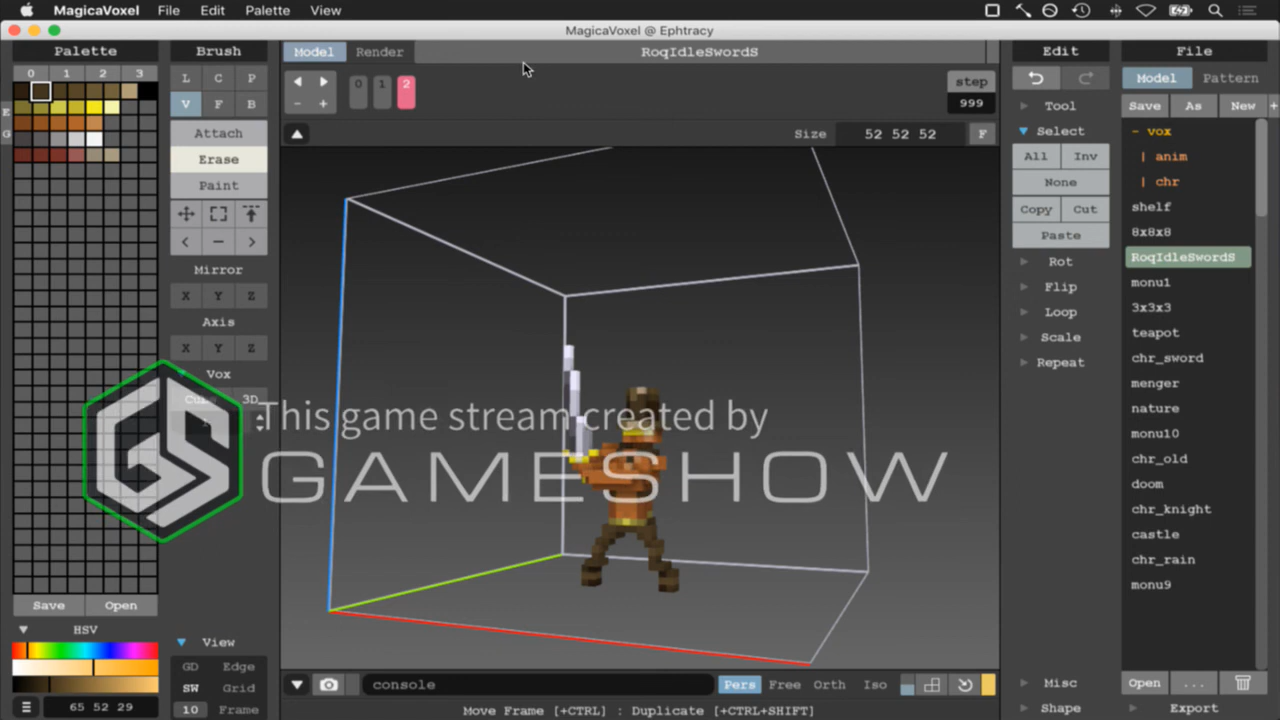 MagicaVoxel File Edit Palette View
MagicaVoxel @ Ephtracy
Palette
0 1 2 3
E
G
Save Open
HSV
65 52 29
Brush
L C P
V F B
Attach
Erase
Paint
Mirror
X Y Z
Axis
X Y Z
Vox
3D
View
GD Edge
SW Grid
10 Frame
Model Render RoqIdleSwordS
0 1 2
step
999
Size 52 52 52 F
This game stream created by
GAMESHOW
console Pers Free Orth Iso
Move Frame [+CTRL] : Duplicate [+CTRL+SHIFT]
Edit
Tool
Select
All Inv
None
Copy Cut
Paste
Rot
Flip
Loop
Scale
Repeat
Misc
Shape
File
Model Pattern
Save As New +
- vox
| anim
| chr
shelf
8x8x8
RoqIdleSwordS
monu1
3x3x3
teapot
chr_sword
menger
nature
monu10
chr_old
doom
chr_knight
castle
chr_rain
monu9
Open ...
Export